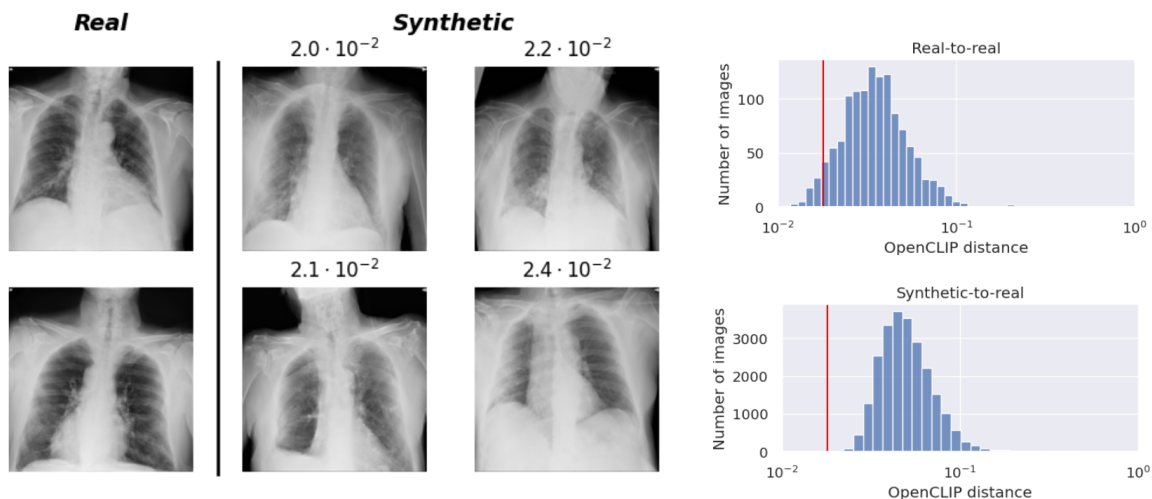 Real
Synthetic
2.0 · 10⁻²
2.2 · 10⁻²
2.1 · 10⁻²
2.4 · 10⁻²
Real-to-real
Number of images
100
50
0
10⁻²
10⁻¹
10⁰
OpenCLIP distance
Synthetic-to-real
Number of images
3000
2000
1000
0
10⁻²
10⁻¹
10⁰
OpenCLIP distance